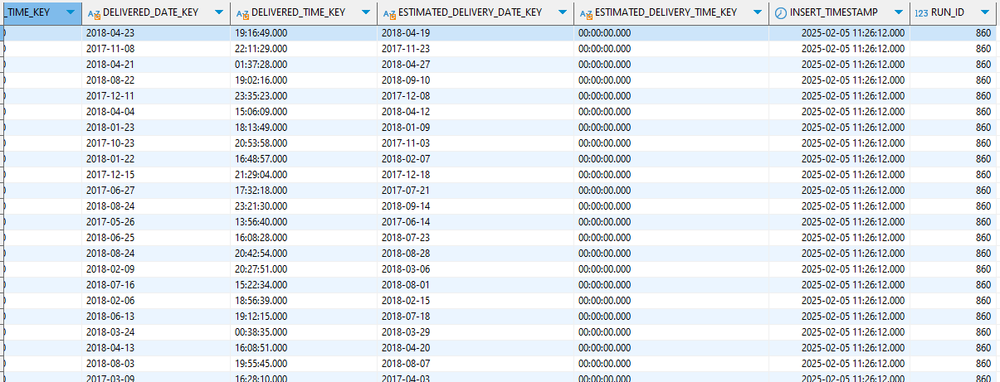 _TIME_KEY DELIVERED_DATE_KEY DELIVERED_TIME_KEY ESTIMATED_DELIVERY_DATE_KEY ESTIMATED_DELIVERY_TIME_KEY INSERT_TIMESTAMP 123 RUN_ID
2018-04-23 19:16:49.000 2018-04-19 00:00:00.000 2025-02-05 11:26:12.000 860
2017-11-08 22:11:29.000 2017-11-23 00:00:00.000 2025-02-05 11:26:12.000 860
2018-04-21 01:37:28.000 2018-04-27 00:00:00.000 2025-02-05 11:26:12.000 860
2018-08-22 19:02:16.000 2018-09-10 00:00:00.000 2025-02-05 11:26:12.000 860
2017-12-11 23:35:23.000 2017-12-08 00:00:00.000 2025-02-05 11:26:12.000 860
2018-04-04 15:06:09.000 2018-04-12 00:00:00.000 2025-02-05 11:26:12.000 860
2018-01-23 18:13:49.000 2018-01-09 00:00:00.000 2025-02-05 11:26:12.000 860
2017-10-23 20:53:58.000 2017-11-03 00:00:00.000 2025-02-05 11:26:12.000 860
2018-01-22 16:48:57.000 2018-02-07 00:00:00.000 2025-02-05 11:26:12.000 860
2017-12-15 21:29:04.000 2017-12-18 00:00:00.000 2025-02-05 11:26:12.000 860
2017-06-27 17:32:18.000 2017-07-21 00:00:00.000 2025-02-05 11:26:12.000 860
2018-08-24 23:21:30.000 2018-09-14 00:00:00.000 2025-02-05 11:26:12.000 860
2017-05-26 13:56:40.000 2017-06-14 00:00:00.000 2025-02-05 11:26:12.000 860
2018-06-25 16:08:28.000 2018-07-23 00:00:00.000 2025-02-05 11:26:12.000 860
2018-08-24 20:42:54.000 2018-08-28 00:00:00.000 2025-02-05 11:26:12.000 860
2018-02-09 20:27:51.000 2018-03-06 00:00:00.000 2025-02-05 11:26:12.000 860
2018-07-16 15:22:34.000 2018-08-01 00:00:00.000 2025-02-05 11:26:12.000 860
2018-02-06 18:56:39.000 2018-02-15 00:00:00.000 2025-02-05 11:26:12.000 860
2018-06-13 19:12:15.000 2018-07-18 00:00:00.000 2025-02-05 11:26:12.000 860
2018-03-24 00:38:35.000 2018-03-29 00:00:00.000 2025-02-05 11:26:12.000 860
2018-04-13 16:08:51.000 2018-04-20 00:00:00.000 2025-02-05 11:26:12.000 860
2018-08-03 19:55:45.000 2018-08-07 00:00:00.000 2025-02-05 11:26:12.000 860
2017-03-09 16:28:10.000 2017-04-03 00:00:00.000 2025-02-05 11:26:12.000 860